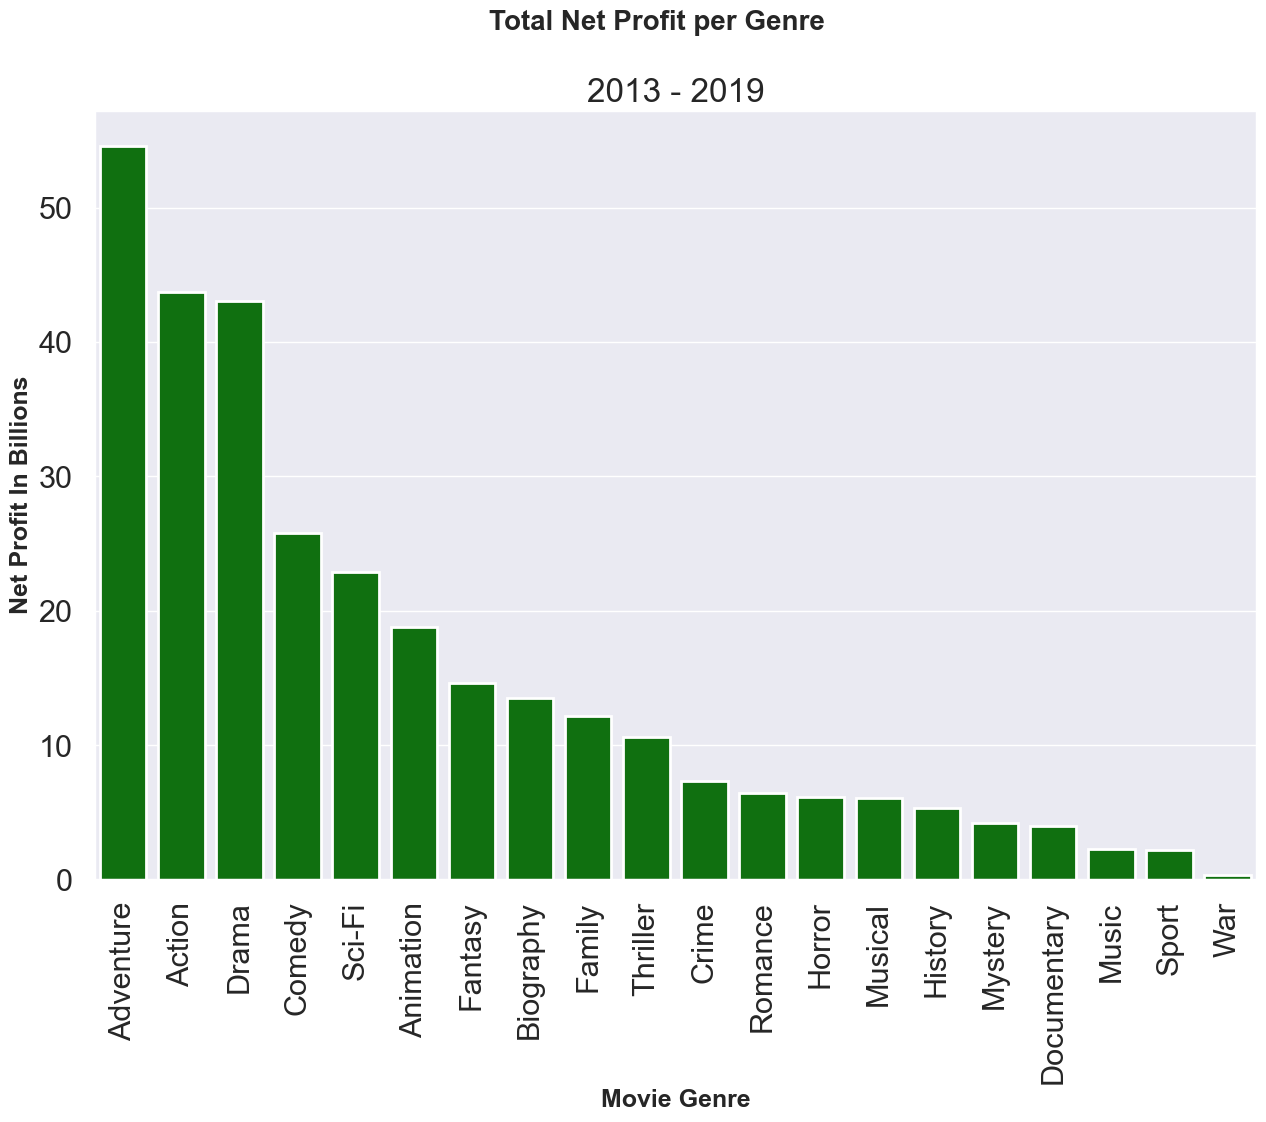 Total Net Profit per Genre
2013 - 2019
Net Profit In Billions
50
40
30
20
10
0
Adventure
Action
Drama
Comedy
Sci-Fi
Animation
Fantasy
Biography
Family
Thriller
Crime
Romance
Horror
Musical
History
Mystery
Documentary
Music
Sport
War
Movie Genre